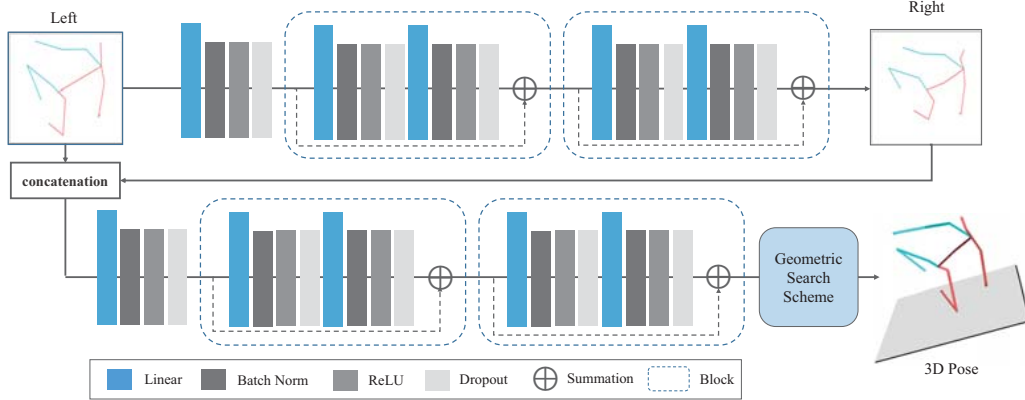 Left
Right
concatenation
Geometric
Search
Scheme
3D Pose
Linear
Batch Norm
ReLU
Dropout
Summation
Block